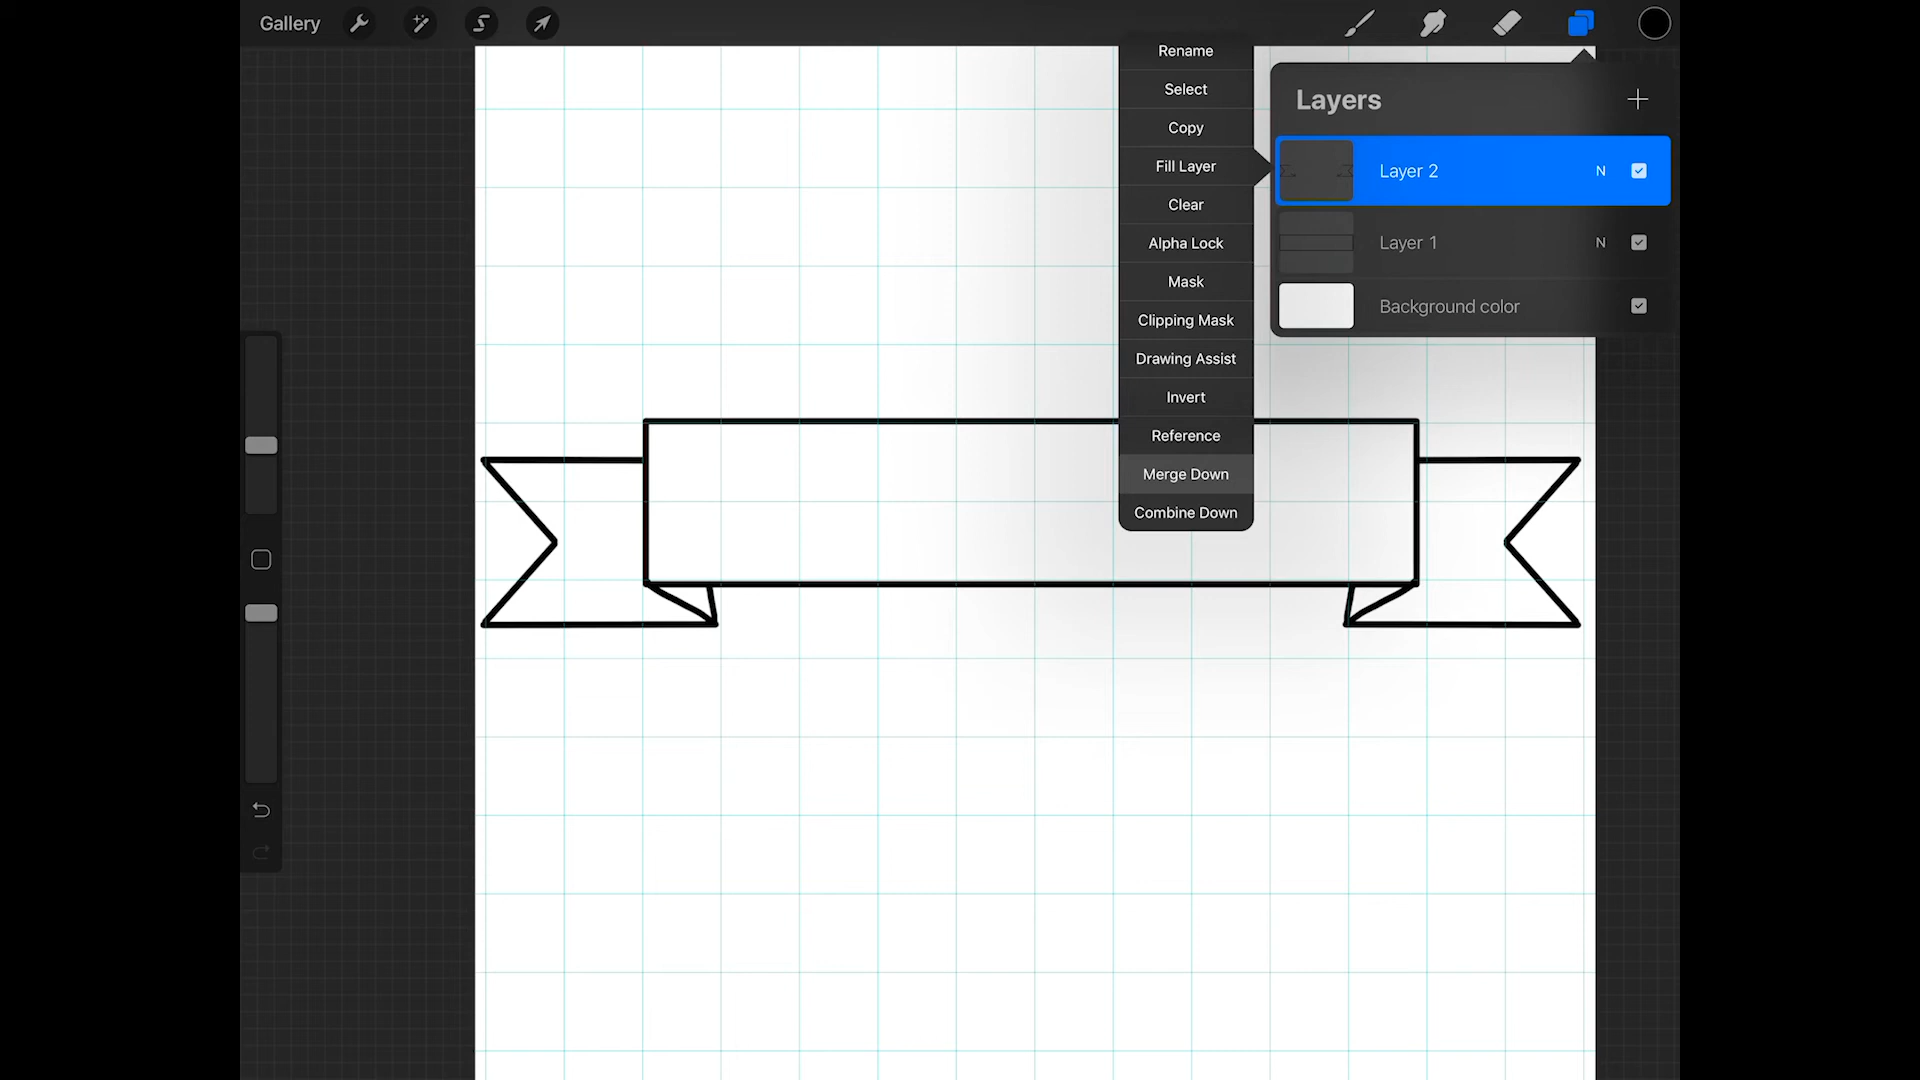 Gallery
Rename
Select
Copy
Fill Layer
Clear
Alpha Lock
Mask
Clipping Mask
Drawing Assist
Invert
Reference
Merge Down
Combine Down
Layers
Layer 2 N
Layer 1 N
Background color